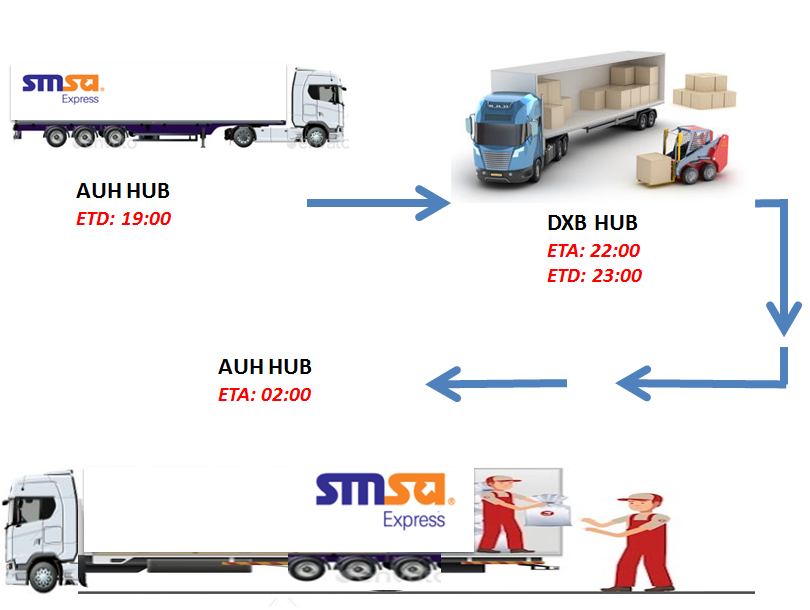 smsa
Express
AUH HUB
ETD: 19:00
DXB HUB
ETA: 22:00
ETD: 23:00
AUH HUB
ETA: 02:00
smsa®
Express